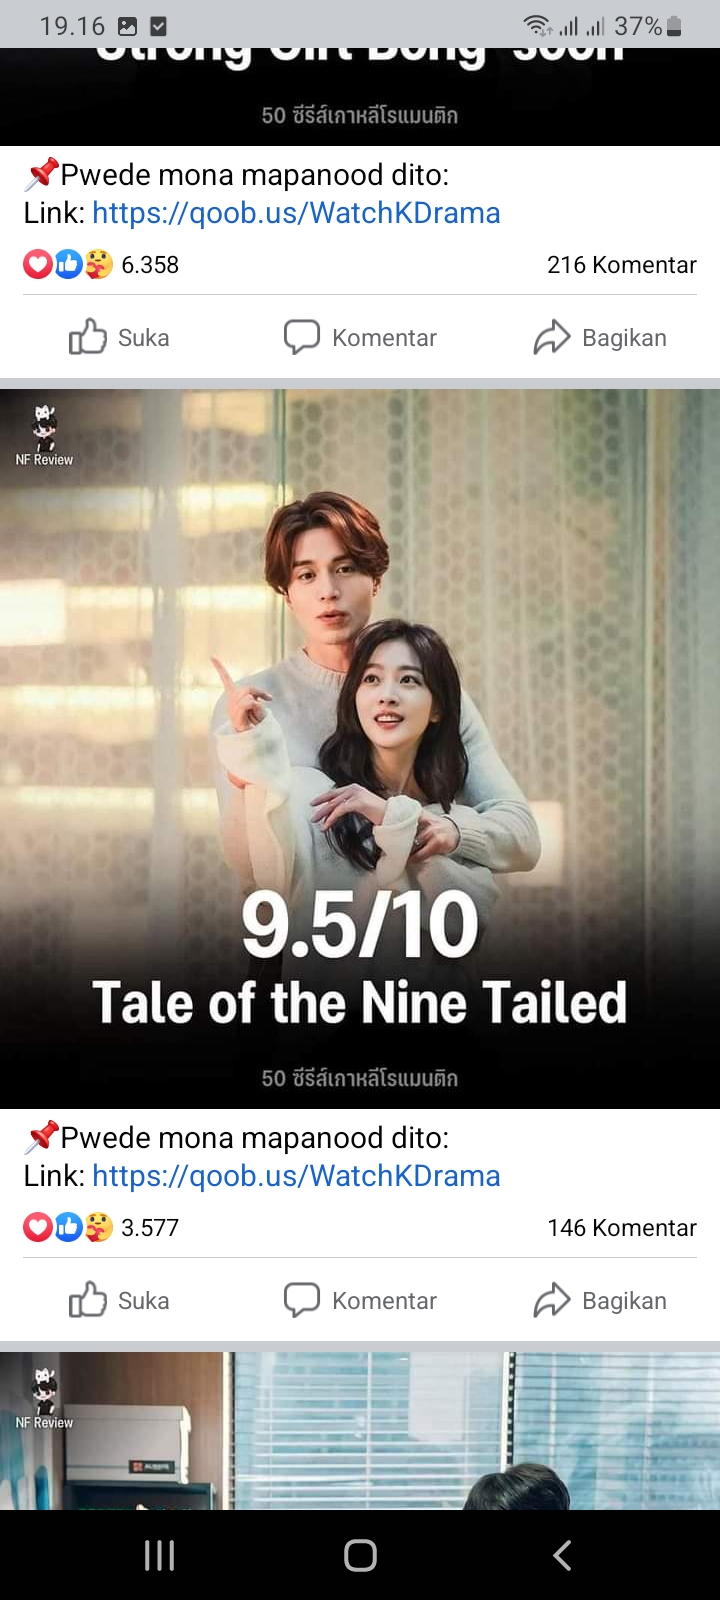 19.16
37%
Strong Girl Bong-soon
50 ซีรีส์เกาหลีโรแมนติก
📌Pwede mona mapanood dito:
Link: https://qoob.us/WatchKDrama
6.358
216 Komentar
Suka
Komentar
Bagikan
NF Review
9.5/10
Tale of the Nine Tailed
50 ซีรีส์เกาหลีโรแมนติก
📌Pwede mona mapanood dito:
Link: https://qoob.us/WatchKDrama
3.577
146 Komentar
Suka
Komentar
Bagikan
NF Review